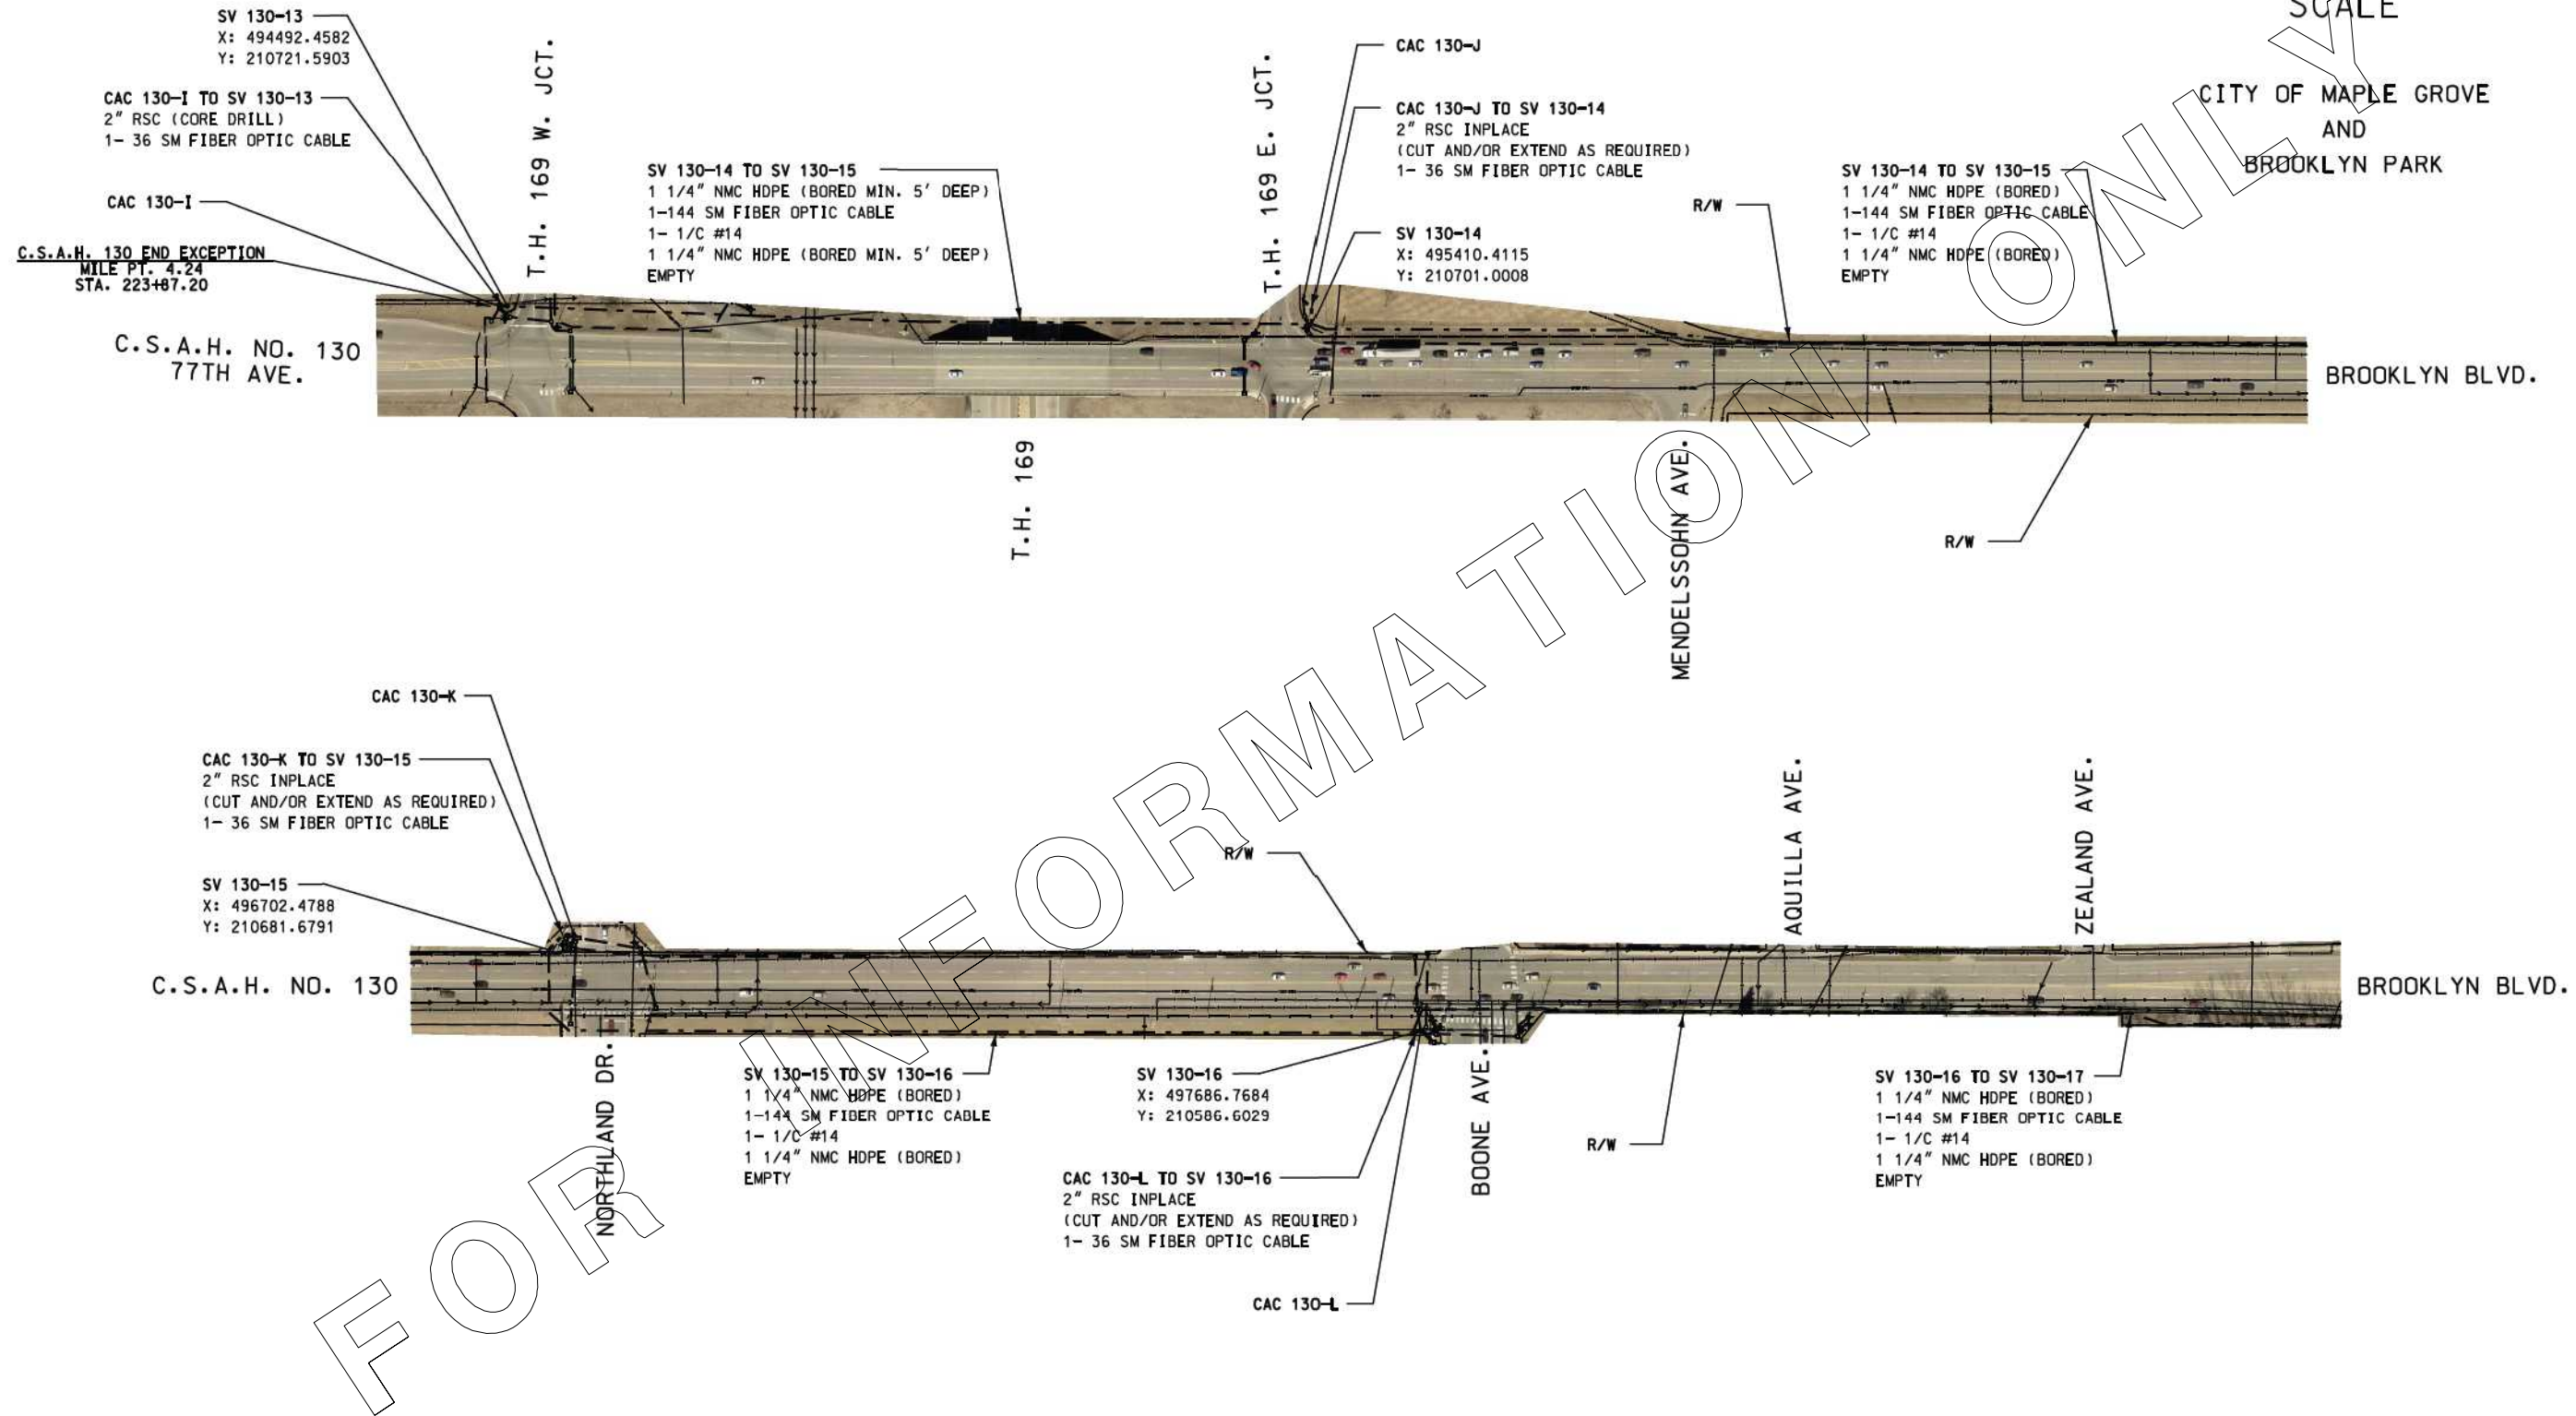 SCALE
CITY OF MAPLE GROVE
AND
BROOKLYN PARK
SV 130-13
X: 494492.4582
Y: 210721.5903
CAC 130-I TO SV 130-13
2" RSC (CORE DRILL)
1- 36 SM FIBER OPTIC CABLE
CAC 130-I
C.S.A.H. 130 END EXCEPTION
MILE PT. 4.24
STA. 223+87.20
T.H. 169 W. JCT.
SV 130-14 TO SV 130-15
1 1/4" NMC HDPE (BORED MIN. 5' DEEP)
1-144 SM FIBER OPTIC CABLE
1- 1/C #14
1 1/4" NMC HDPE (BORED MIN. 5' DEEP)
EMPTY
T.H. 169 E. JCT.
CAC 130-J
CAC 130-J TO SV 130-14
2" RSC INPLACE
(CUT AND/OR EXTEND AS REQUIRED)
1- 36 SM FIBER OPTIC CABLE
SV 130-14
X: 495410.4115
Y: 210701.0008
R/W
SV 130-14 TO SV 130-15
1 1/4" NMC HDPE (BORED)
1-144 SM FIBER OPTIC CABLE
1- 1/C #14
1 1/4" NMC HDPE (BORED)
EMPTY
C.S.A.H. NO. 130
77TH AVE.
BROOKLYN BLVD.
T.H. 169
MENDELSSOHN AVE.
R/W
CAC 130-K
CAC 130-K TO SV 130-15
2" RSC INPLACE
(CUT AND/OR EXTEND AS REQUIRED)
1- 36 SM FIBER OPTIC CABLE
SV 130-15
X: 496702.4788
Y: 210681.6791
R/W
AQUILLA AVE.
ZEALAND AVE.
C.S.A.H. NO. 130
BROOKLYN BLVD.
NORTHLAND DR.
SV 130-15 TO SV 130-16
1 1/4" NMC HDPE (BORED)
1-144 SM FIBER OPTIC CABLE
1- 1/C #14
1 1/4" NMC HDPE (BORED)
EMPTY
SV 130-16
X: 497686.7684
Y: 210586.6029
CAC 130-L TO SV 130-16
2" RSC INPLACE
(CUT AND/OR EXTEND AS REQUIRED)
1- 36 SM FIBER OPTIC CABLE
CAC 130-L
BOONE AVE.
R/W
SV 130-16 TO SV 130-17
1 1/4" NMC HDPE (BORED)
1-144 SM FIBER OPTIC CABLE
1- 1/C #14
1 1/4" NMC HDPE (BORED)
EMPTY
FOR INFORMATION ONLY